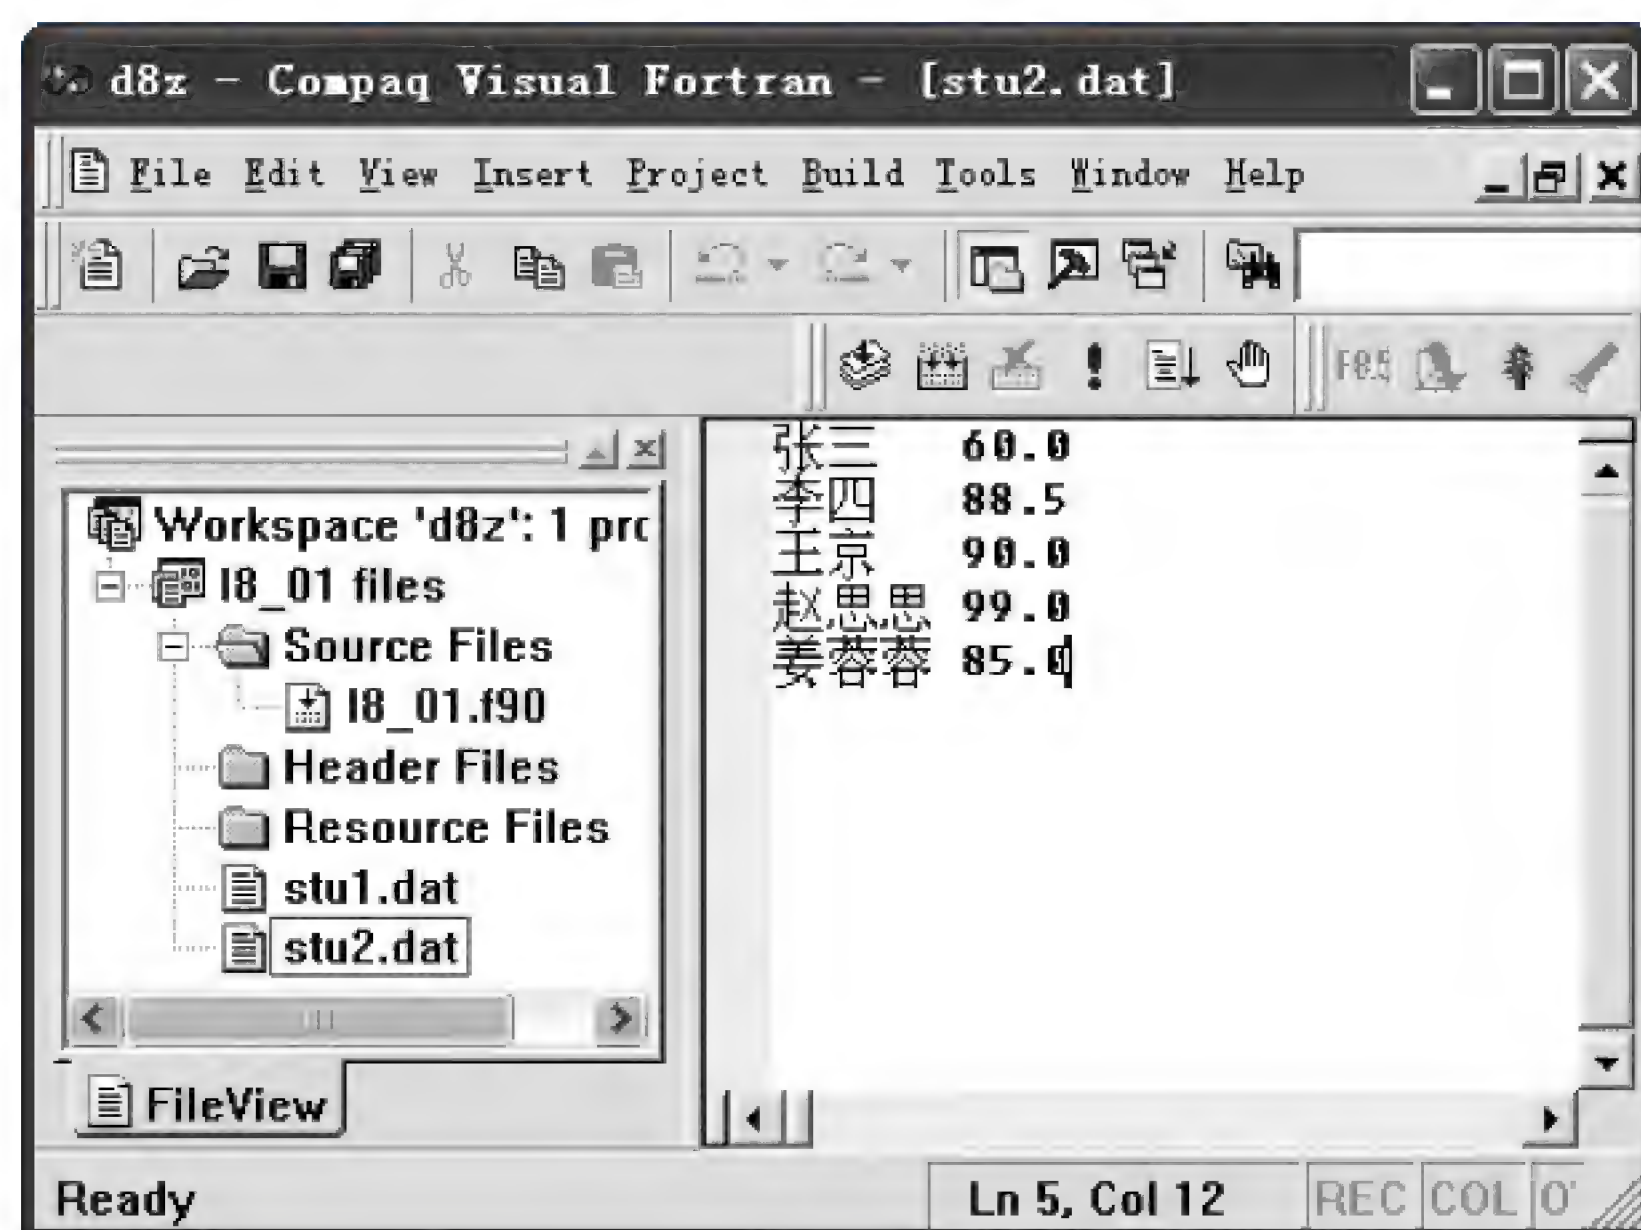 d8z - Compaq Visual Fortran - [stu2.dat]
File Edit View Insert Project Build Tools Window Help
F8.5
Workspace 'd8z': 1 pro
l8_01 files
Source Files
l8_01.f90
Header Files
Resource Files
stu1.dat
stu2.dat
FileView
张三 60.0
李四 88.5
王京 90.0
赵思思 99.0
姜蓉蓉 85.0
Ready
Ln 5, Col 12
REC COL